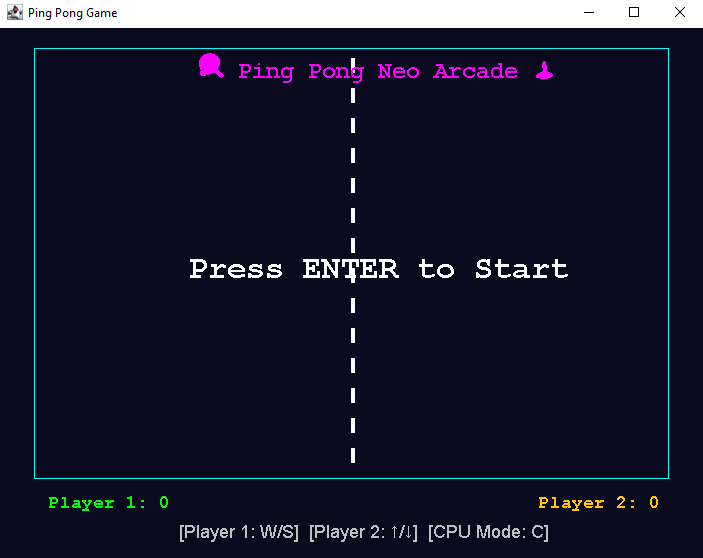 Ping Pong Game
🏓 Ping Pong Neo Arcade 🕹
Press ENTER to Start
Player 1: 0 Player 2: 0
[Player 1: W/S] [Player 2: ↑/↓] [CPU Mode: C]